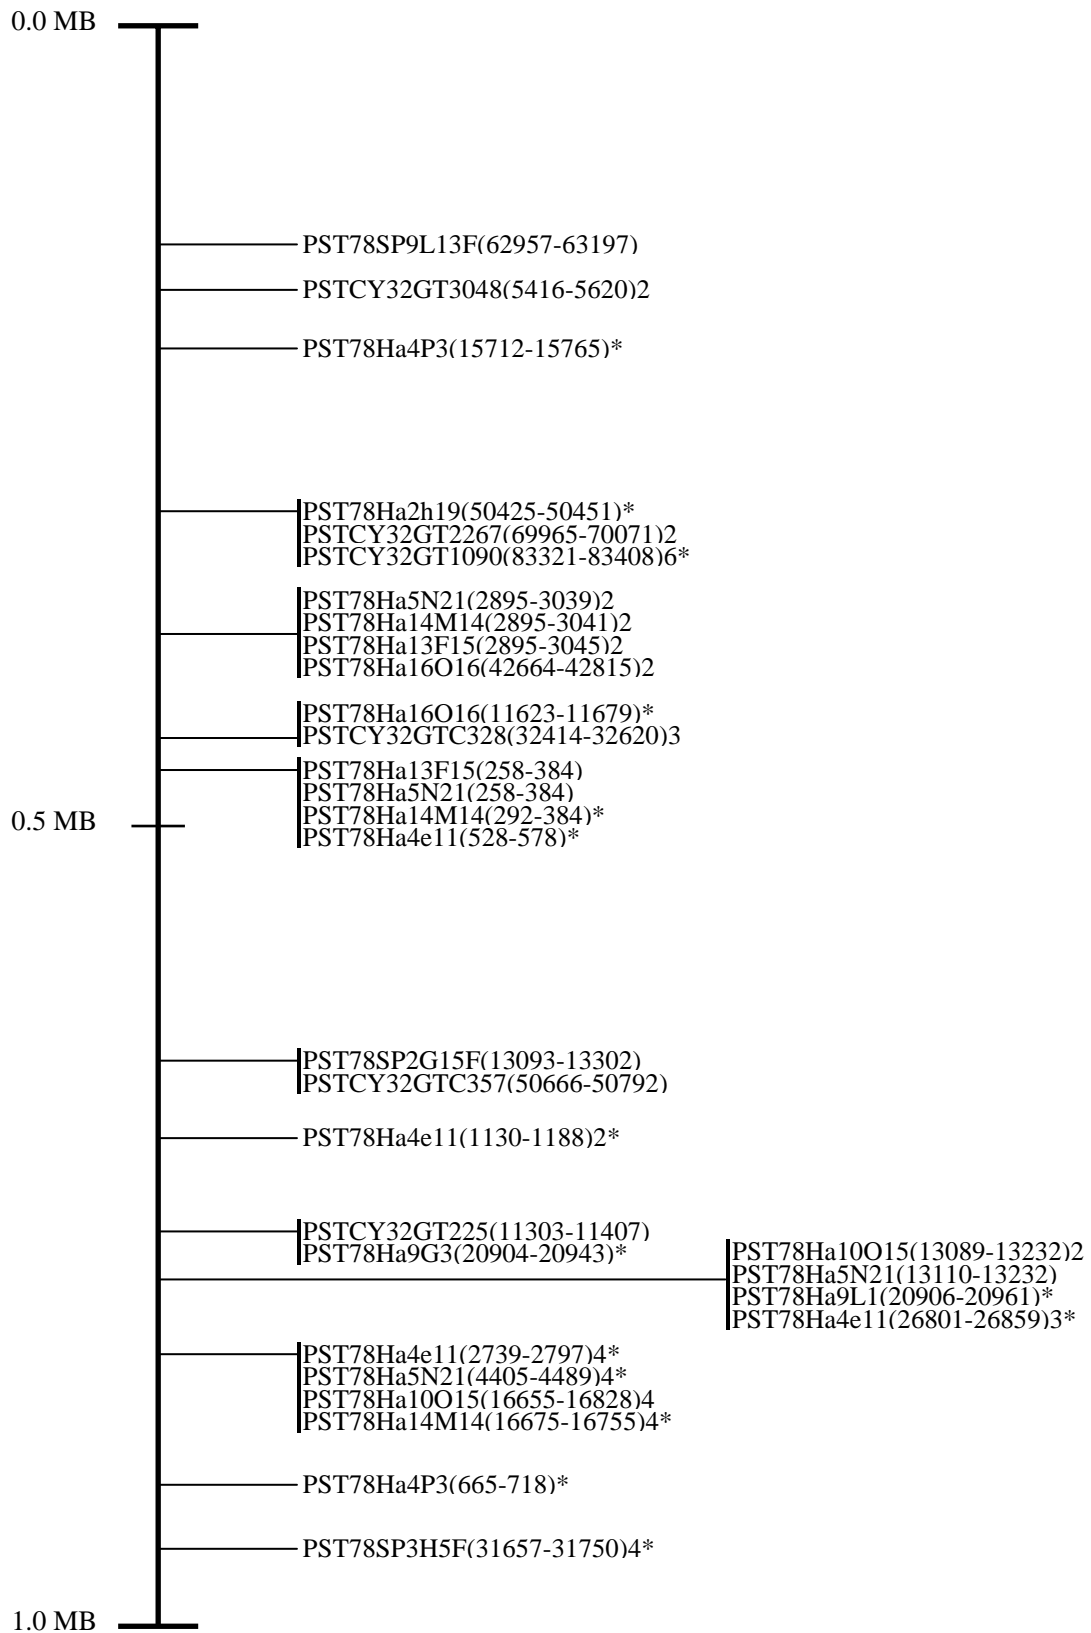 0.0 MB
PST78SP9L13F(62957-63197)
PSTCY32GT3048(5416-5620)2
PST78Ha4P3(15712-15765)*
PST78Ha2h19(50425-50451)*
PSTCY32GT2267(69965-70071)2
PSTCY32GT1090(83321-83408)6*
PST78Ha5N21(2895-3039)2
PST78Ha14M14(2895-3041)2
PST78Ha13F15(2895-3045)2
PST78Ha16O16(42664-42815)2
PST78Ha16O16(11623-11679)*
PSTCY32GTC328(32414-32620)3
PST78Ha13F15(258-384)
PST78Ha5N21(258-384)
PST78Ha14M14(292-384)*
0.5 MB
PST78Ha4e11(528-578)*
PST78SP2G15F(13093-13302)
PSTCY32GTC357(50666-50792)
PST78Ha4e11(1130-1188)2*
PSTCY32GT225(11303-11407)
PST78Ha9G3(20904-20943)*
PST78Ha10O15(13089-13232)2
PST78Ha5N21(13110-13232)
PST78Ha9L1(20906-20961)*
PST78Ha4e11(26801-26859)3*
PST78Ha4e11(2739-2797)4*
PST78Ha5N21(4405-4489)4*
PST78Ha10O15(16655-16828)4
PST78Ha14M14(16675-16755)4*
PST78Ha4P3(665-718)*
PST78SP3H5F(31657-31750)4*
1.0 MB